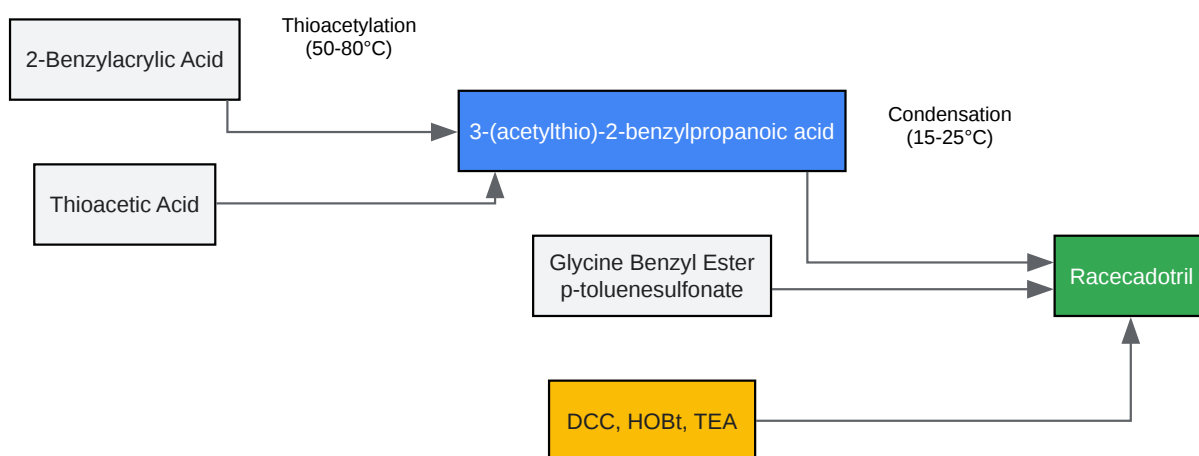 Thioacetylation
(50-80°C)
2-Benzylacrylic Acid
3-(acetylthio)-2-benzylpropanoic acid
Condensation
(15-25°C)
Thioacetic Acid
Glycine Benzyl Ester
p-toluenesulfonate
Racecadotril
DCC, HOBt, TEA